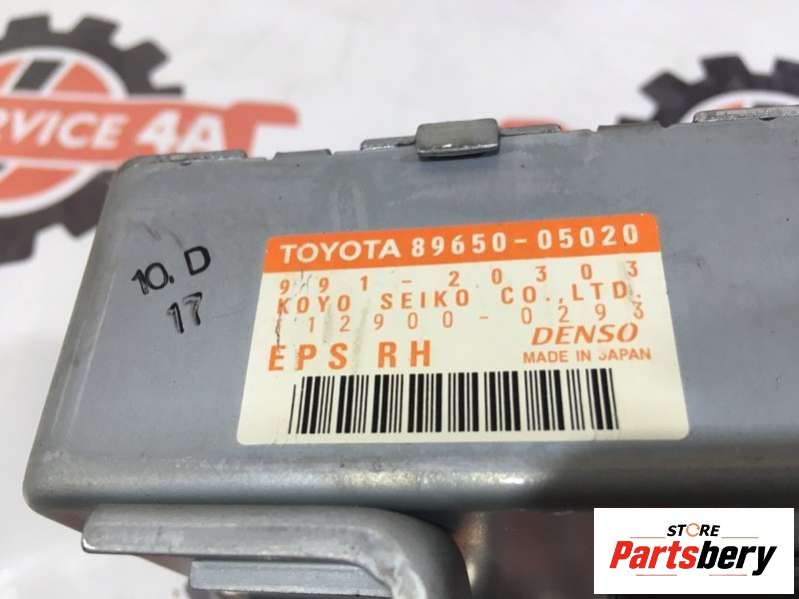 SERVICE 4A
10. D
17
TOYOTA 89650-05020
991-20303
KOYO SEIKO CO.,LTD.
112900-0293
EPS RH
DENSO
MADE IN JAPAN
STORE
Partsbery